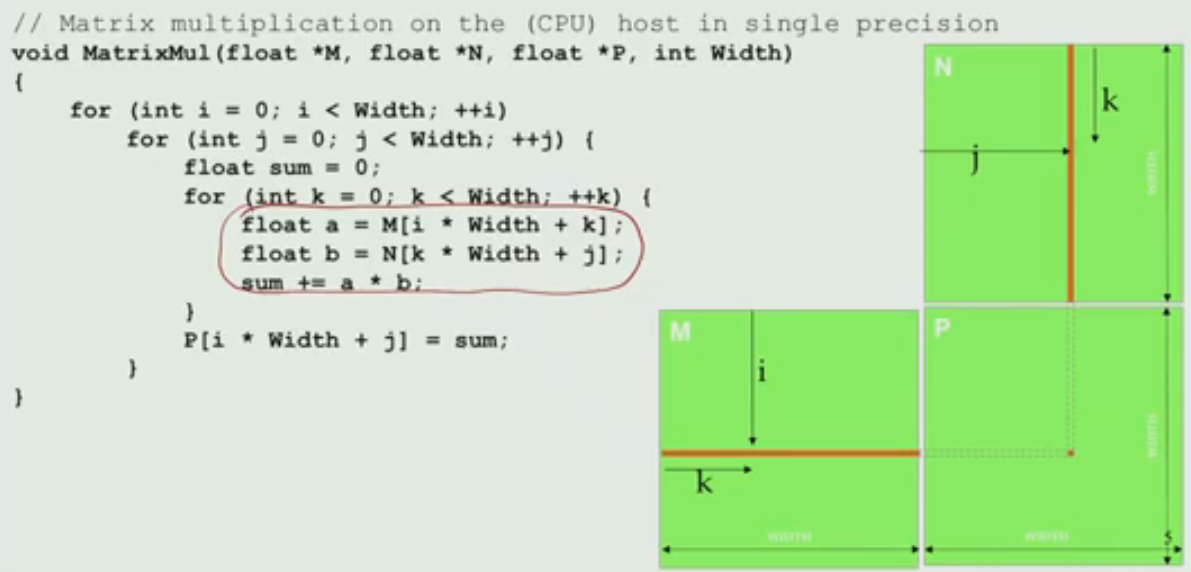 // Matrix multiplication on the (CPU) host in single precision
void MatrixMul(float *M, float *N, float *P, int Width)
{
for (int i = 0; i < Width; ++i)
for (int j = 0; j < Width; ++j) {
float sum = 0;
for (int k = 0; k < Width; ++k) {
float a = M[i * Width + k];
float b = N[k * Width + j];
sum += a * b;
}
P[i * Width + j] = sum;
}
}
N
k
j
WIDTH
M
i
k
WIDTH
P
WIDTH
WIDTH
5